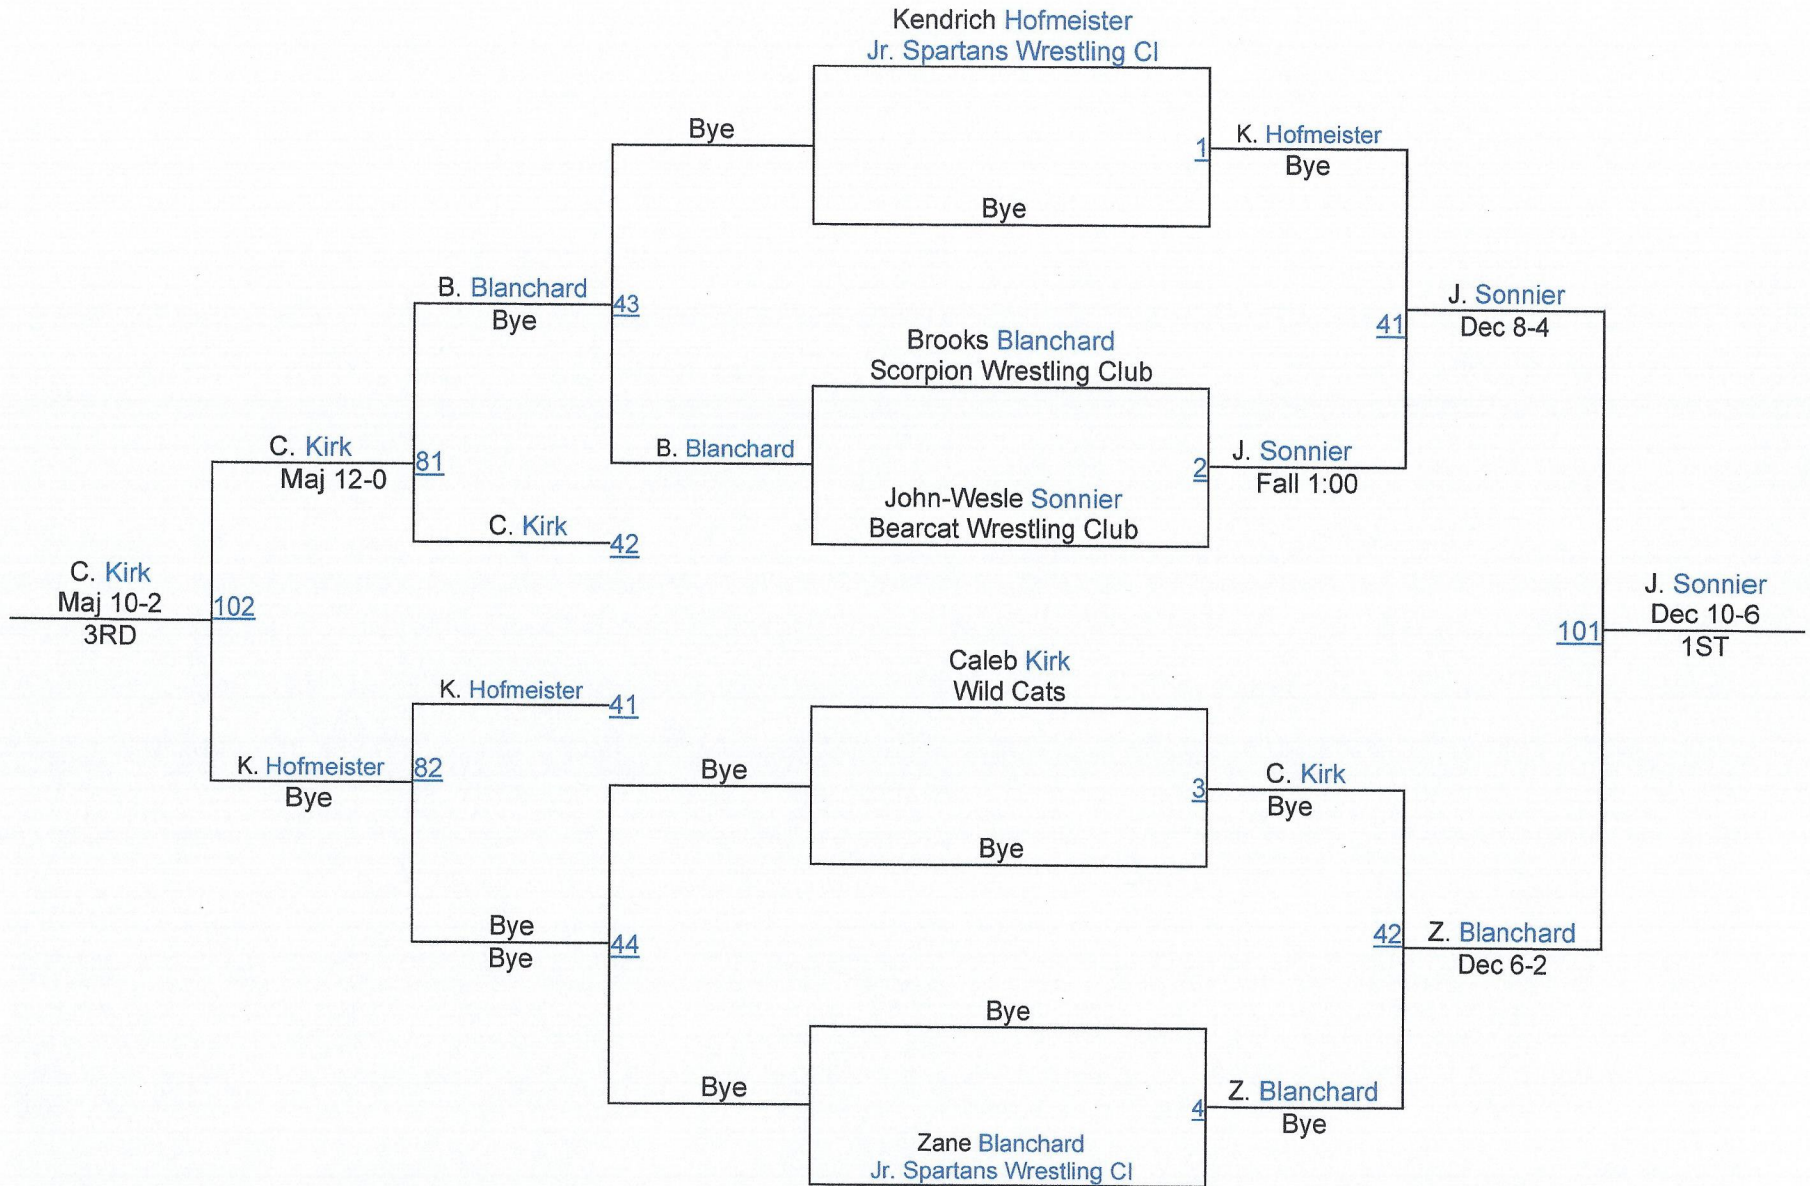 Kendrich Hofmeister
Jr. Spartans Wrestling Cl
Bye
1
K. Hofmeister
Bye
Bye
B. Blanchard
Bye
43
J. Sonnier
Dec 8-4
41
Brooks Blanchard
Scorpion Wrestling Club
B. Blanchard
2
J. Sonnier
Fall 1:00
John-Wesle Sonnier
Bearcat Wrestling Club
C. Kirk
Maj 12-0
81
C. Kirk
42
C. Kirk
Maj 10-2
3RD
102
J. Sonnier
Dec 10-6
1ST
101
Caleb Kirk
Wild Cats
K. Hofmeister
41
K. Hofmeister
Bye
82
Bye
3
C. Kirk
Bye
Bye
Bye
Bye
44
42
Z. Blanchard
Dec 6-2
Bye
Bye
4
Z. Blanchard
Bye
Zane Blanchard
Jr. Spartans Wrestling Cl